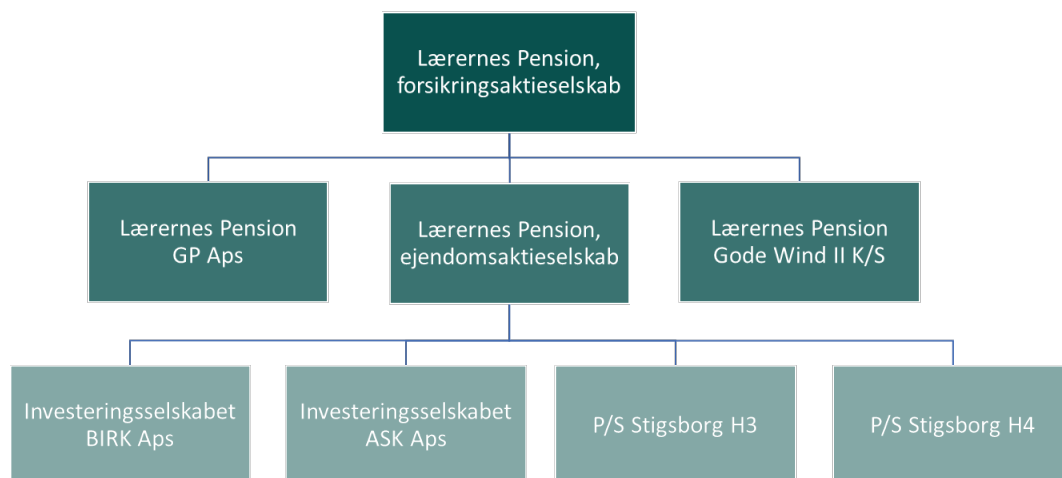 Lærernes Pension,
forsikringsaktieselskab
Lærernes Pension
GP Aps
Lærernes Pension,
ejendomsaktieselskab
Lærernes Pension
Gode Wind II K/S
Investeringsselskabet
BIRK Aps
Investeringsselskabet
ASK Aps
P/S Stigsborg H3
P/S Stigsborg H4